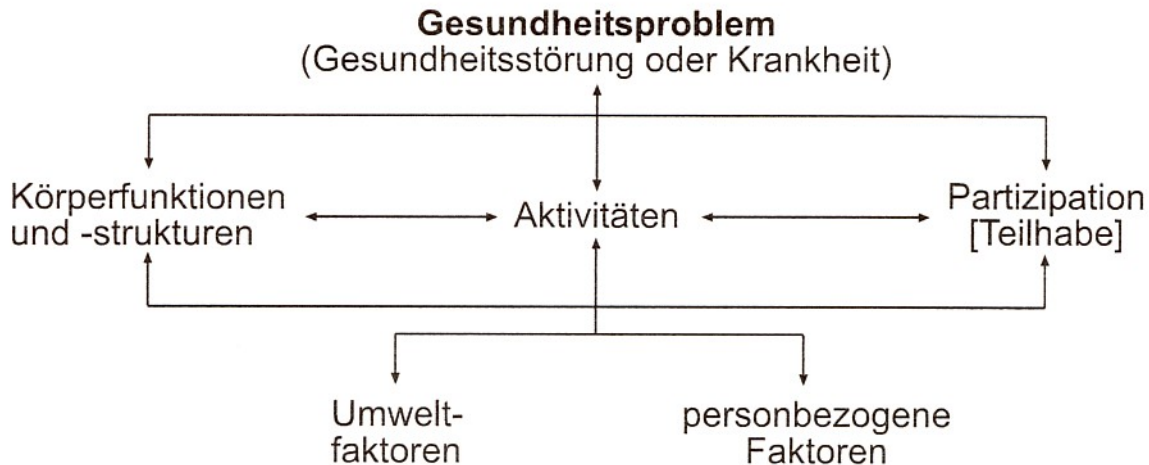 Gesundheitsproblem
(Gesundheitsstörung oder Krankheit)
Körperfunktionen
und -strukturen
Aktivitäten
Partizipation
[Teilhabe]
Umwelt-
faktoren
personbezogene
Faktoren